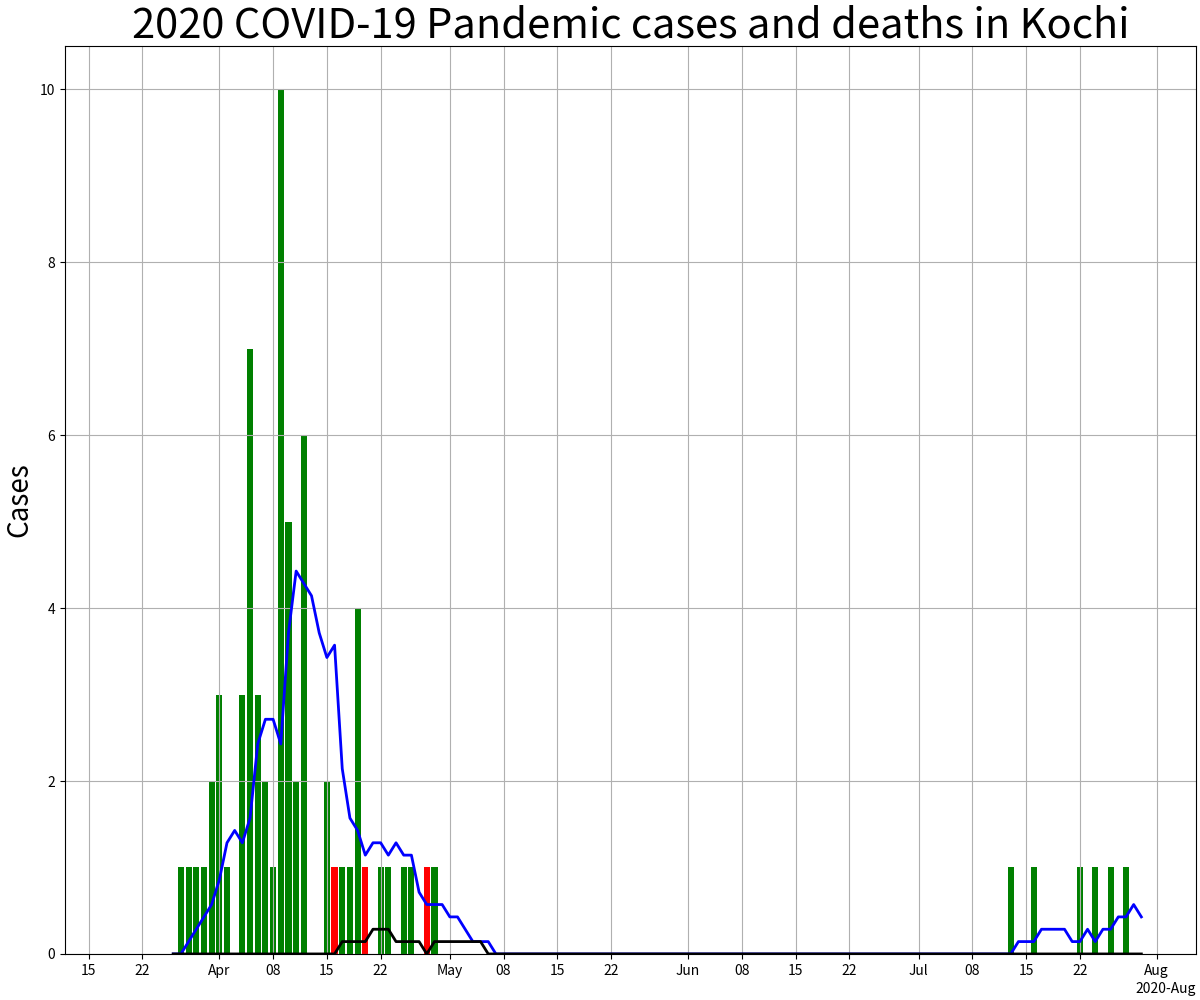 2020 COVID-19 Pandemic cases and deaths in Kochi
10
8
6
4
2
0
Cases
15 22 Apr 08 15 22 May 08 15 22 Jun 08 15 22 Jul 08 15 22 Aug
2020-Aug